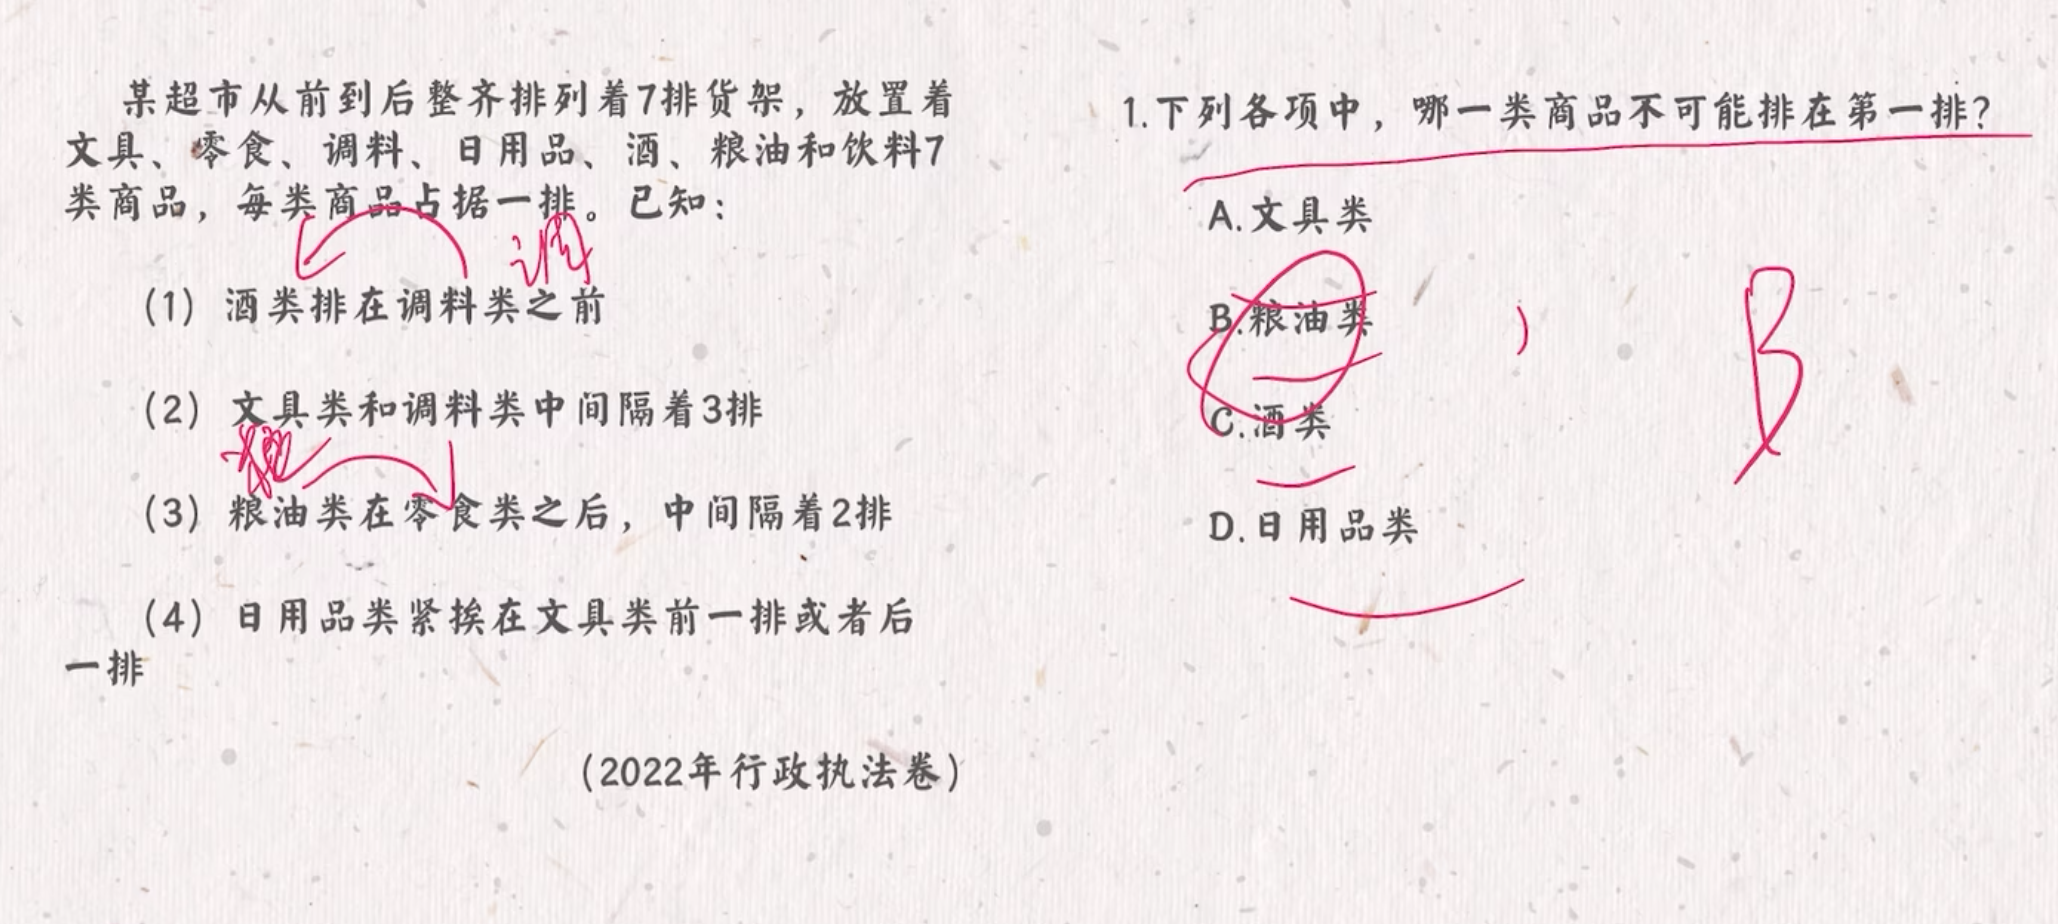 某超市从前到后整齐排列着7排货架，放置着
文具、零食、调料、日用品、酒、粮油和饮料7
类商品，每类商品占据一排。已知：
调
（1）酒类排在调料类之前
（2）文具类和调料类中间隔着3排
（3）粮油类在零食类之后，中间隔着2排
（4）日用品类紧挨在文具类前一排或者后
一排
（2022年行政执法卷）
1.下列各项中，哪一类商品不可能排在第一排？
A.文具类
B.粮油类
C.酒类
D.日用品类
B